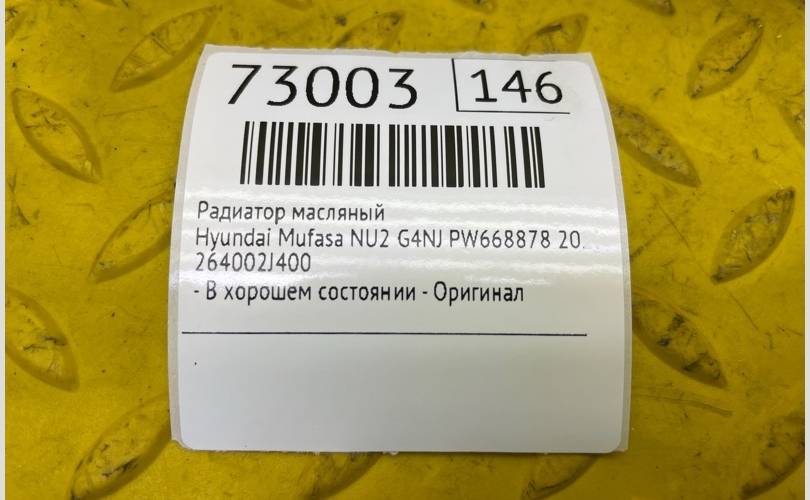 73003 146
Радиатор масляный
Hyundai Mufasa NU2 G4NJ PW668878 20.
264002J400
- В хорошем состоянии - Оригинал